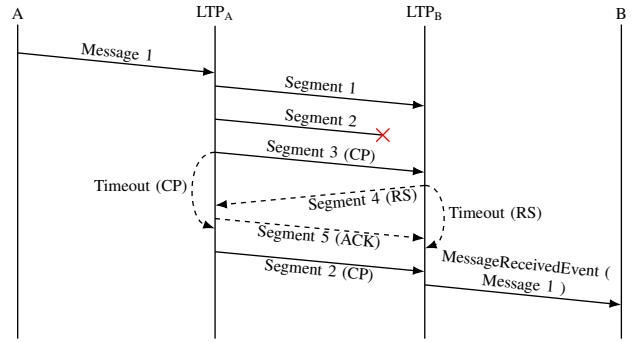 A LTP_A LTP_B B
Message 1
Segment 1
Segment 2
Segment 3 (CP)
Timeout (CP)
Segment 4 (RS)
Timeout (RS)
Segment 5 (ACK)
Segment 2 (CP)
MessageReceivedEvent (
Message 1 )